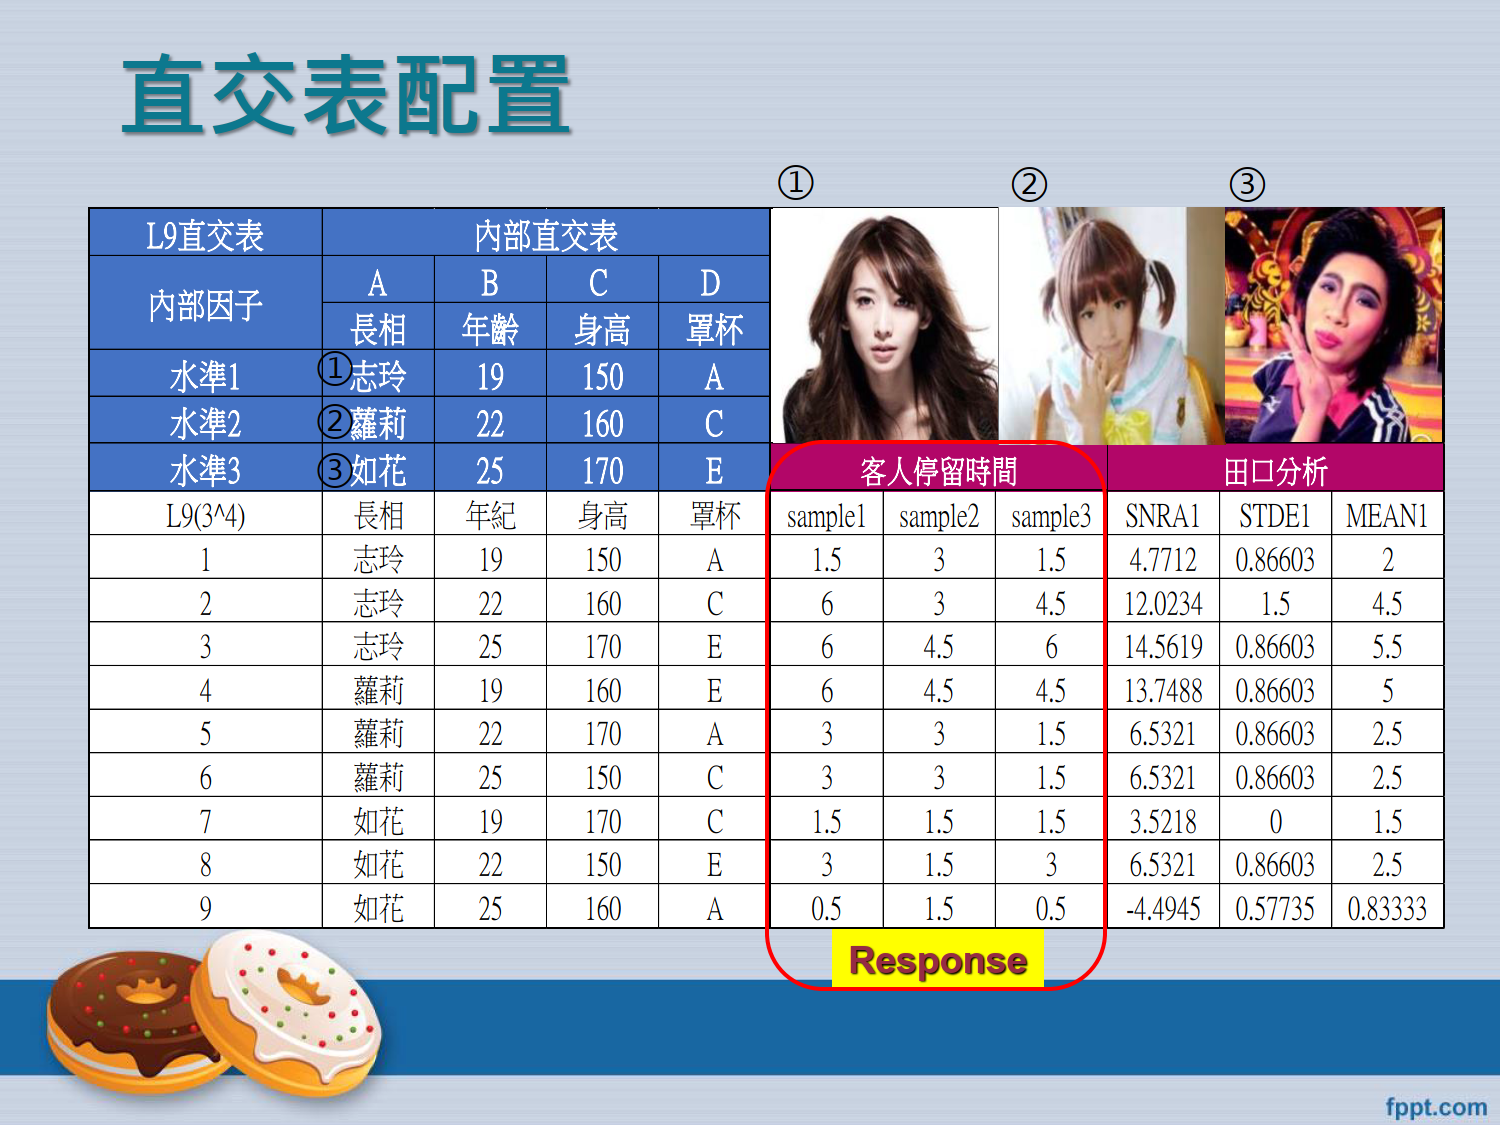 直交表配置
① ② ③
L9直交表 內部直交表
內部因子 A B C D
長相 年齡 身高 罩杯
水準1 ①志玲 19 150 A
水準2 ②蘿莉 22 160 C
水準3 ③如花 25 170 E 客人停留時間 田口分析
L9(3^4) 長相 年紀 身高 罩杯 sample1 sample2 sample3 SNRA1 STDE1 MEAN1
1 志玲 19 150 A 1.5 3 1.5 4.7712 0.86603 2
2 志玲 22 160 C 6 3 4.5 12.0234 1.5 4.5
3 志玲 25 170 E 6 4.5 6 14.5619 0.86603 5.5
4 蘿莉 19 160 E 6 4.5 4.5 13.7488 0.86603 5
5 蘿莉 22 170 A 3 3 1.5 6.5321 0.86603 2.5
6 蘿莉 25 150 C 3 3 1.5 6.5321 0.86603 2.5
7 如花 19 170 C 1.5 1.5 1.5 3.5218 0 1.5
8 如花 22 150 E 3 1.5 3 6.5321 0.86603 2.5
9 如花 25 160 A 0.5 1.5 0.5 -4.4945 0.57735 0.83333
Response
fppt.com